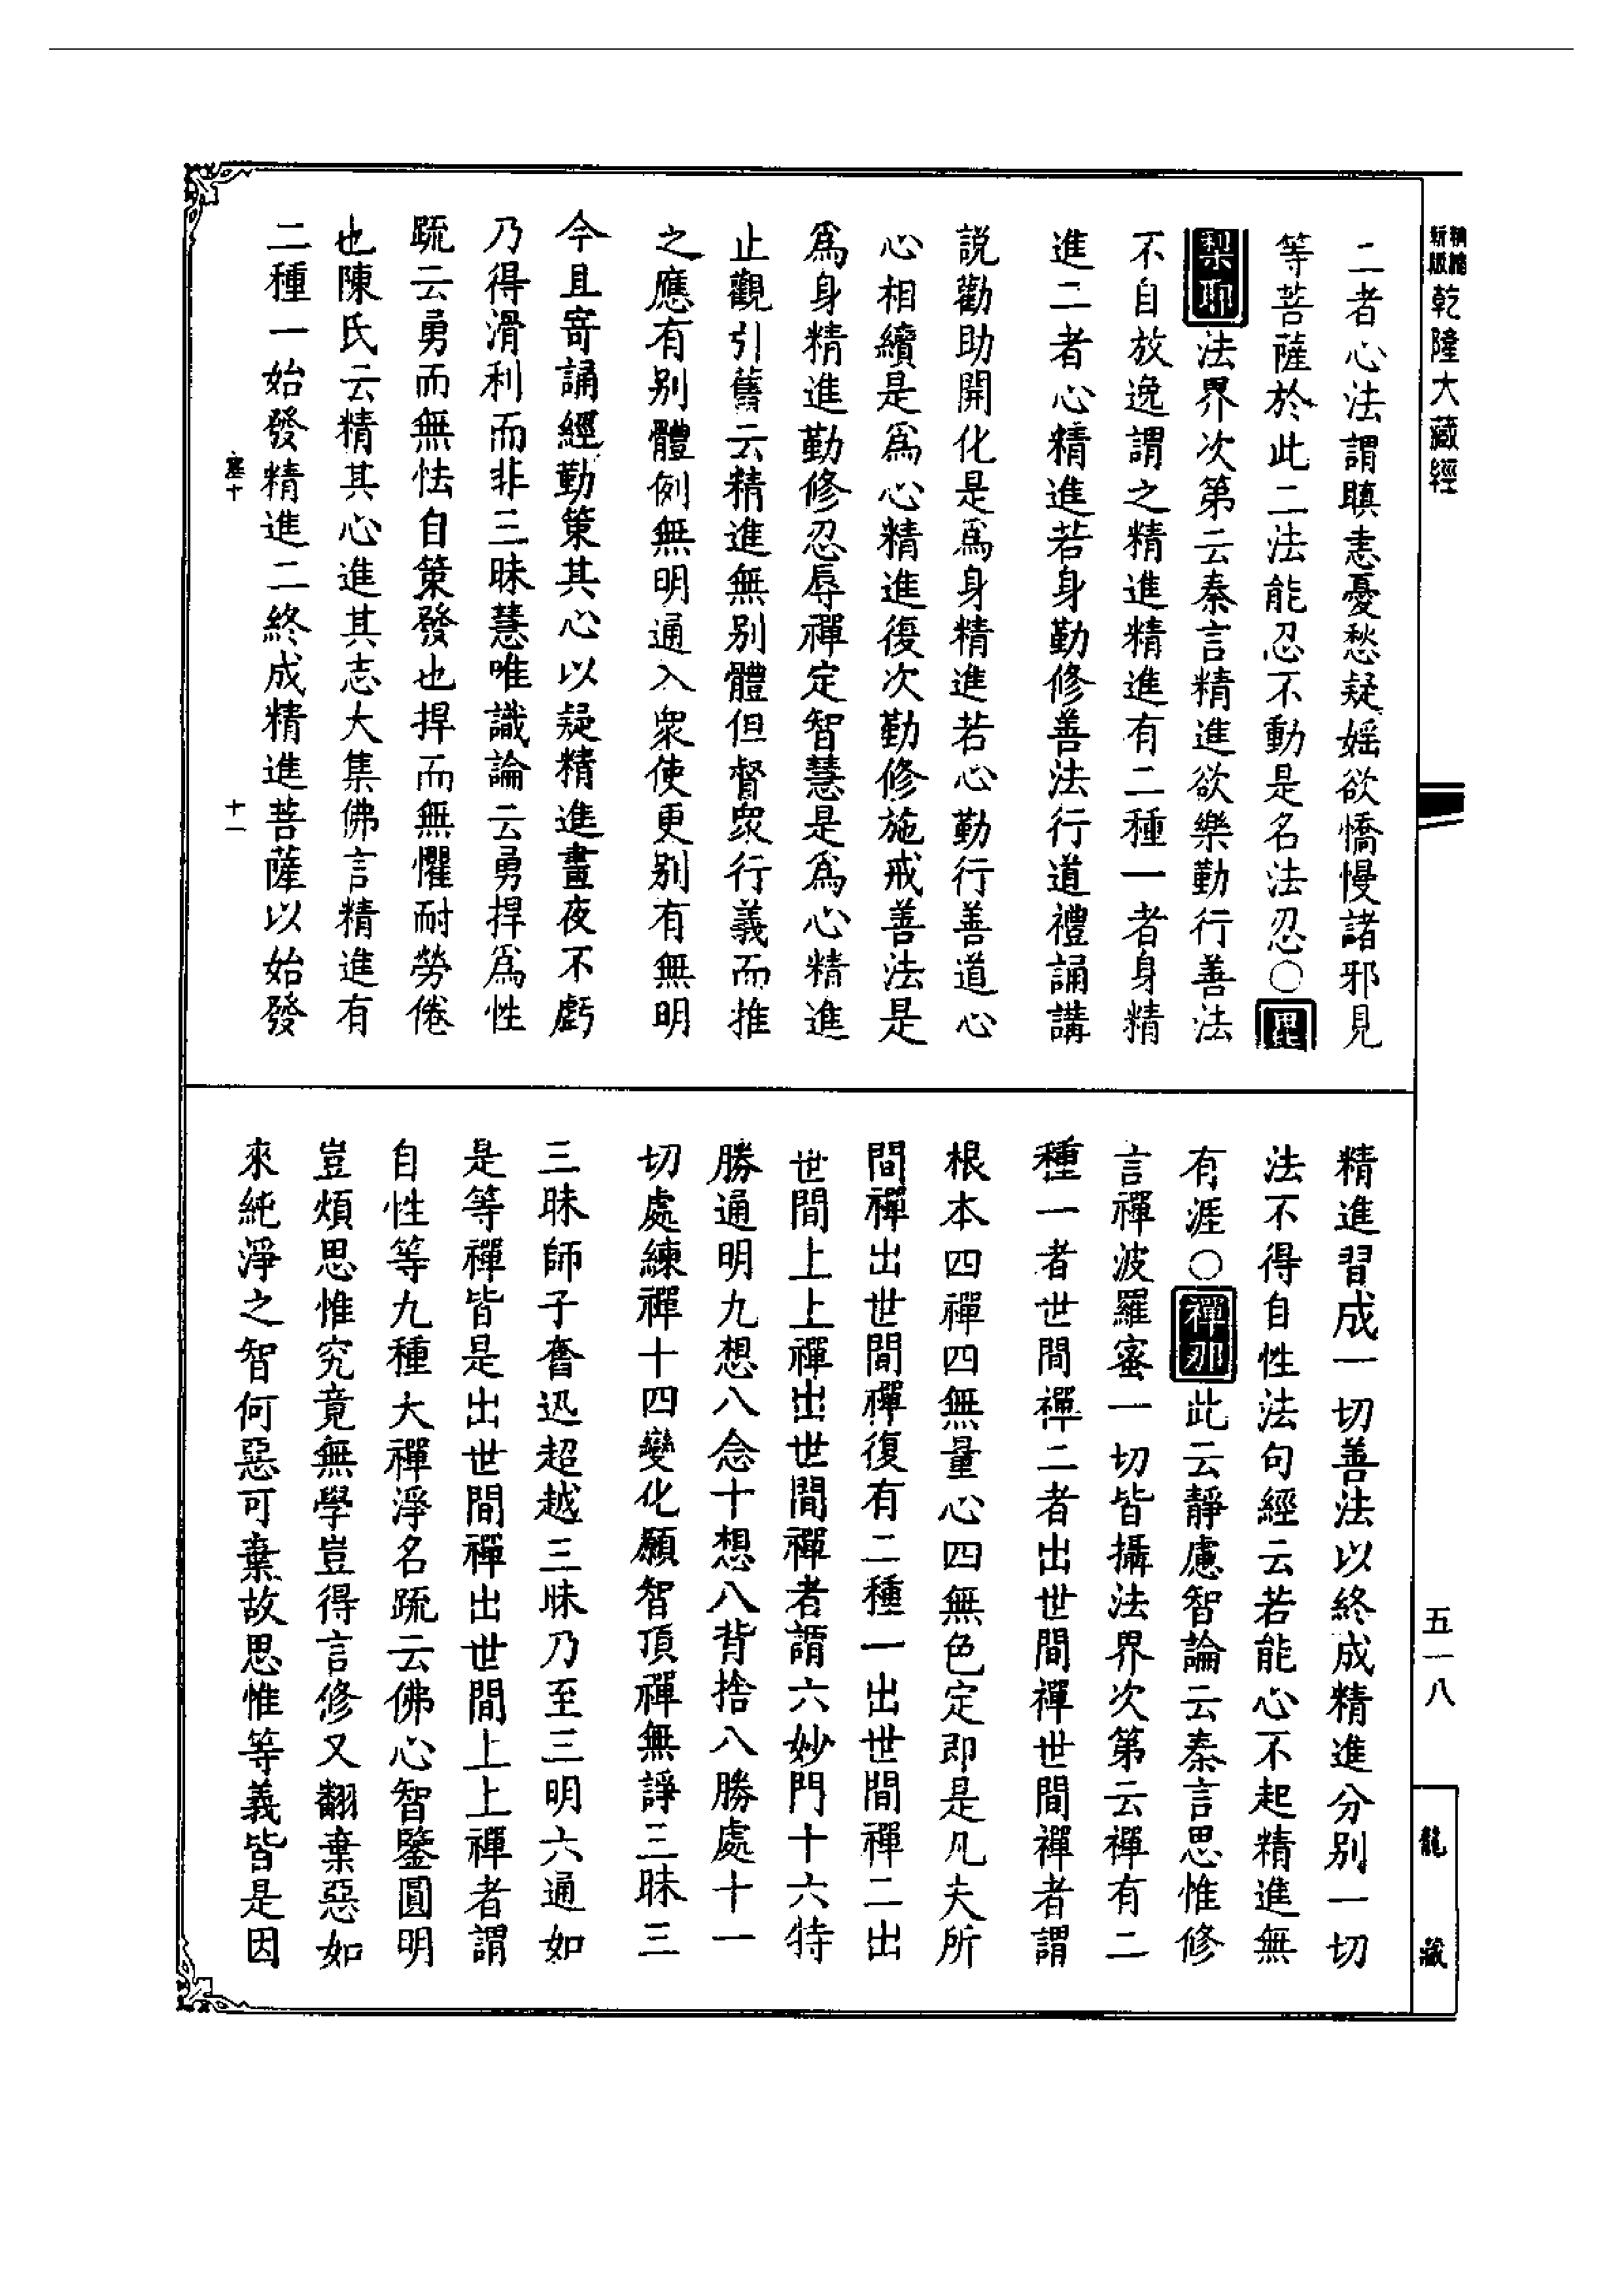 精縮新版乾隆大藏經
二者心法謂瞋恚憂愁疑婬欲憍慢諸邪見
等菩薩於此二法能忍不動是名法忍○毘
梨耶法界次第云秦言精進欲樂勤行善法
不自放逸謂之精進精進有二種一者身精
進二者心精進若身勤修善法行道禮誦講
說勸助開化是爲身精進若心勤行善道心
心相續是爲心精進復次勤修施戒善法是
爲身精進勤修忍辱禪定智慧是爲心精進
止觀引舊云精進無別體但督眾行義而推
之應有别體例無明通入眾使更别有無明
今且寄誦經勤策其心以疑精進晝夜不虧
乃得滑利而非三昧慧唯識論云勇捍爲性
疏云勇而無怯自策發也捍而無懼耐勞倦
也陳氏云精其心進其志大集佛言精進有
二種一始發精進二終成精進菩薩以始發
十一
精進習成一切善法以終成精進分别一切
法不得自性法句經云若能心不起精進無
有涯○禪那此云靜慮智論云秦言思惟修
言禪波羅蜜一切皆攝法界次第云禪有二
種一者世間禪二者出世間禪世間禪者謂
根本四禪四無量心四無色定即是凡夫所
間禪出世間禪復有二種一出世間禪二出
世間上上禪出世間禪者謂六妙門十六特
勝通明九想八念十想八背捨八勝處十一
切處練禪十四變化願智頂禪無諍三昧三
三昧師子奮迅超越三昧乃至三明六通如
是等禪皆是出世間禪出世間上上禪者謂
自性等九種大禪淨名疏云佛心智鑒圓明
豈煩思惟究竟無學豈得言修又翻棄惡如
來純淨之智何惡可棄故思惟等義皆是因
五一八
龍藏